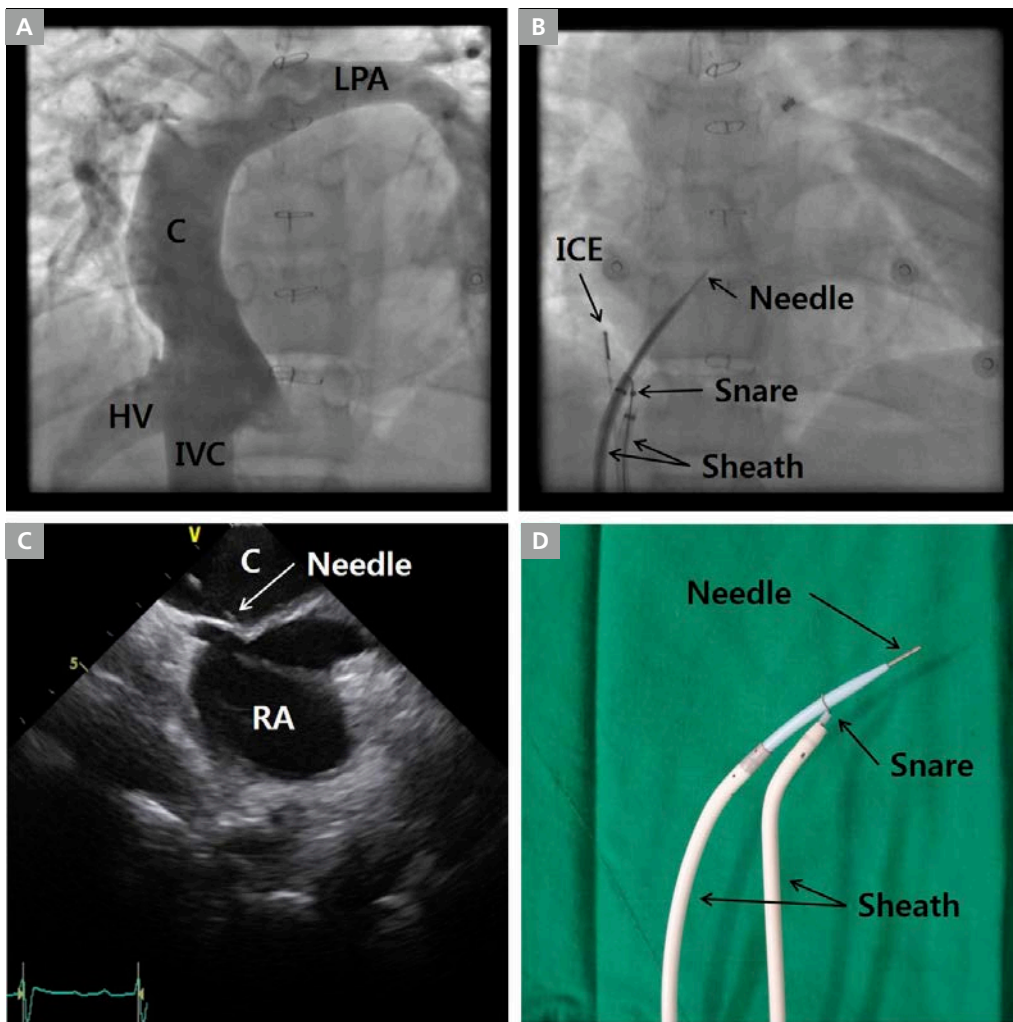 A
LPA
C
HV
IVC
B
ICE
Needle
Snare
Sheath
C
V
C
Needle
5
RA
D
Needle
Snare
Sheath